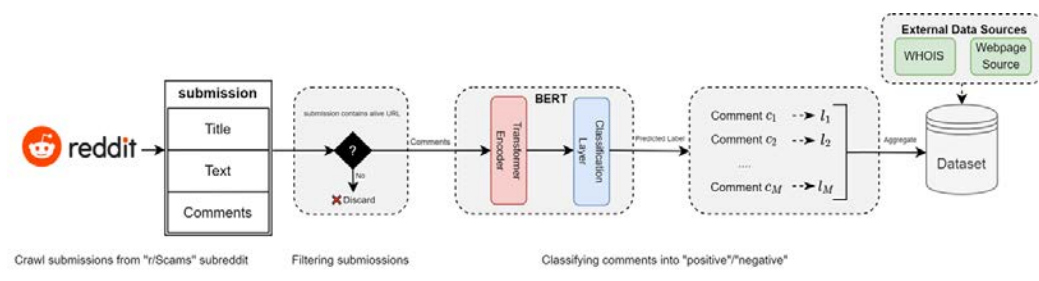 External Data Sources
WHOIS
Webpage
Source
submission
Title
Text
Comments
reddit
submission contains alive URL
?
No
Discard
Comments
BERT
Transformer
Encoder
Classification
Layer
Predicted Label
Comment c1 l1
Comment c2 l2
....
Comment cM lM
Aggregate
Dataset
Crawl submissions from "r/Scams" subreddit
Filtering submiossions
Classifying comments into "positive"/"negative"